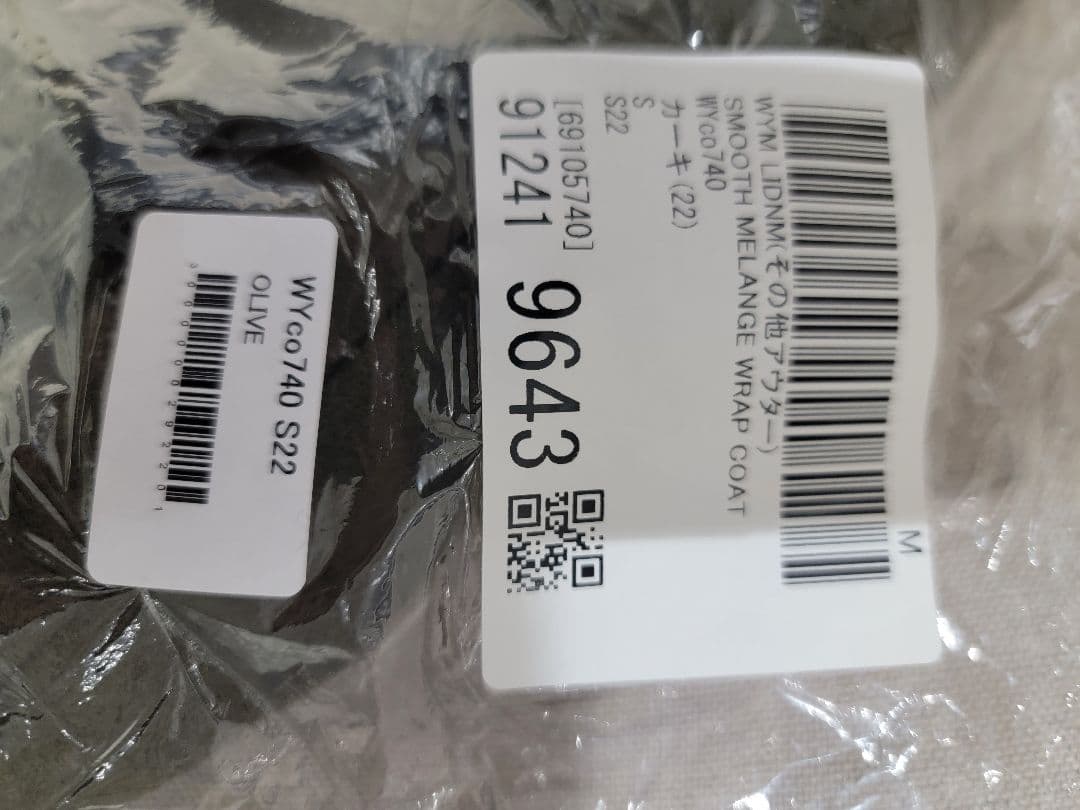 M
WYM LIDNM(その他アウター)
SMOOTH MELANGE WRAP COAT
WYco740
カーキ(22)
S
S22
[69105740]
91241 9643
WYco740 S22
OLIVE